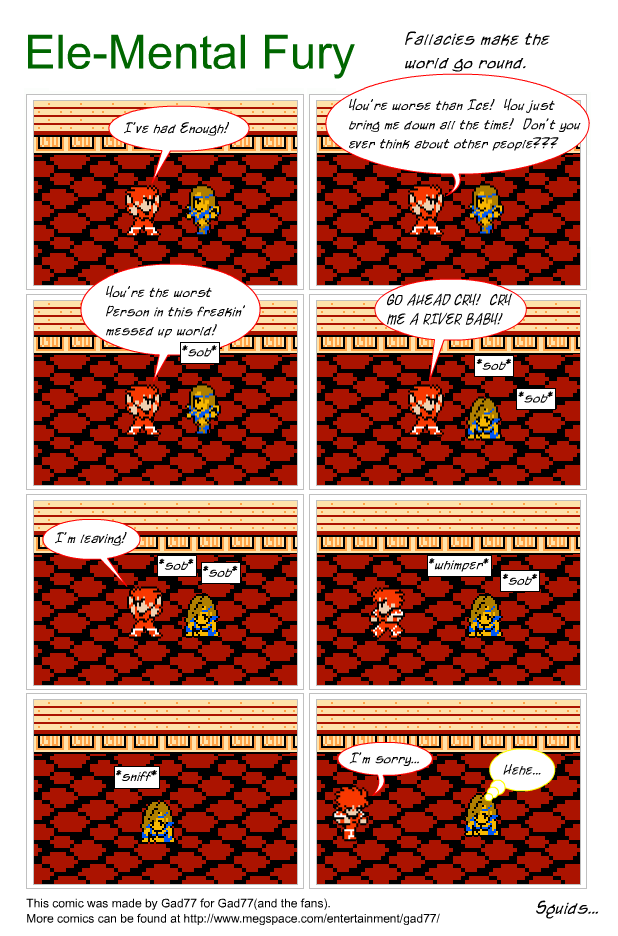 Ele-Mental Fury
Fallacies make the
world go round.
I've had Enough!
You're worse than Ice! You just
bring me down all the time! Don't you
ever think about other people???
You're the worst
Person in this freakin'
messed up world!
*sob*
GO AHEAD CRY! CRY
ME A RIVER BABY!
*sob*
*sob*
I'm leaving!
*sob*
*sob*
*whimper*
*sob*
*sniff*
I'm sorry...
Hehe...
This comic was made by Gad77 for Gad77(and the fans).
More comics can be found at http://www.megspace.com/entertainment/gad77/
Squids...